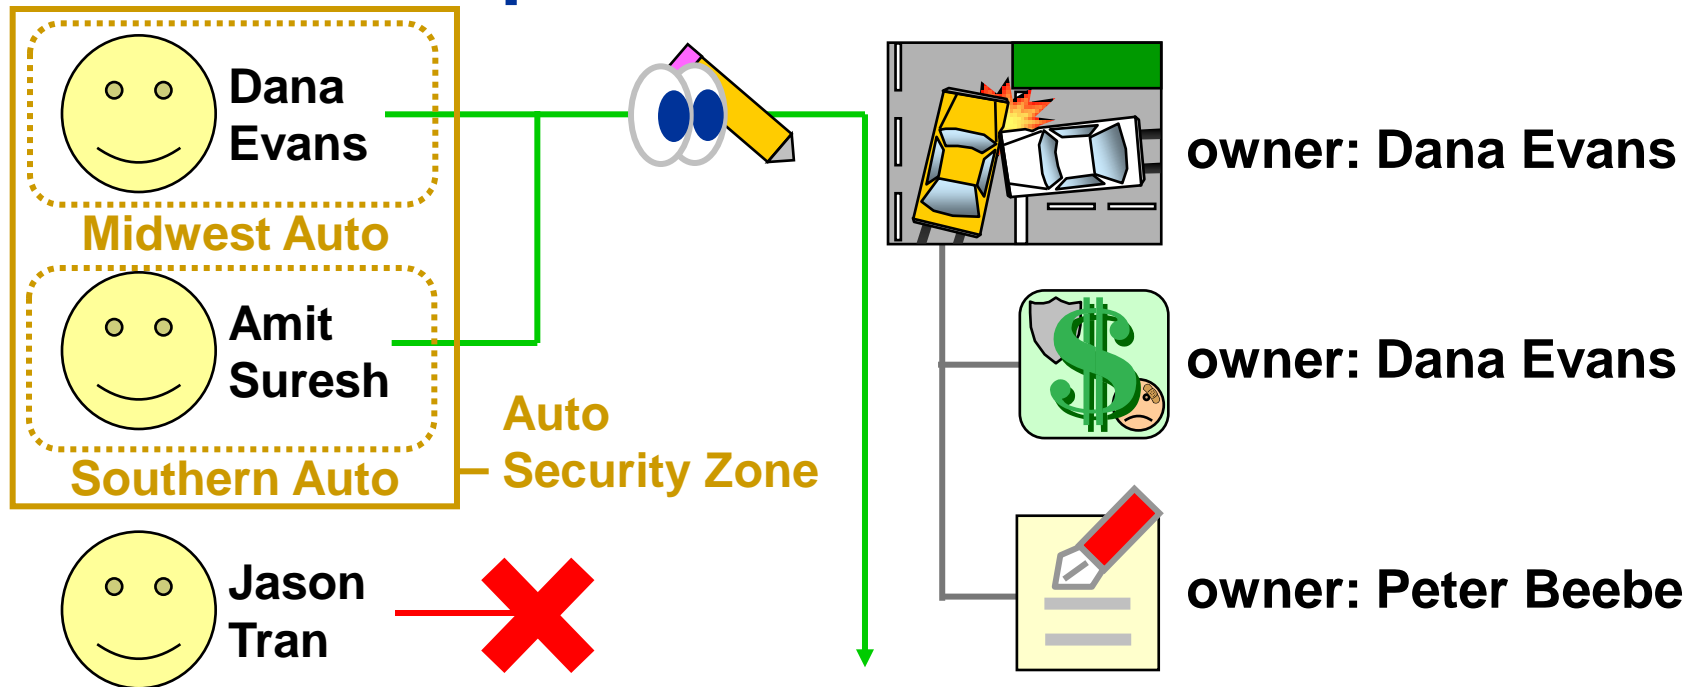 Dana
Evans
Midwest Auto
Amit
Suresh
Southern Auto
Auto
Security Zone
Jason
Tran
owner: Dana Evans
owner: Dana Evans
owner: Peter Beebe